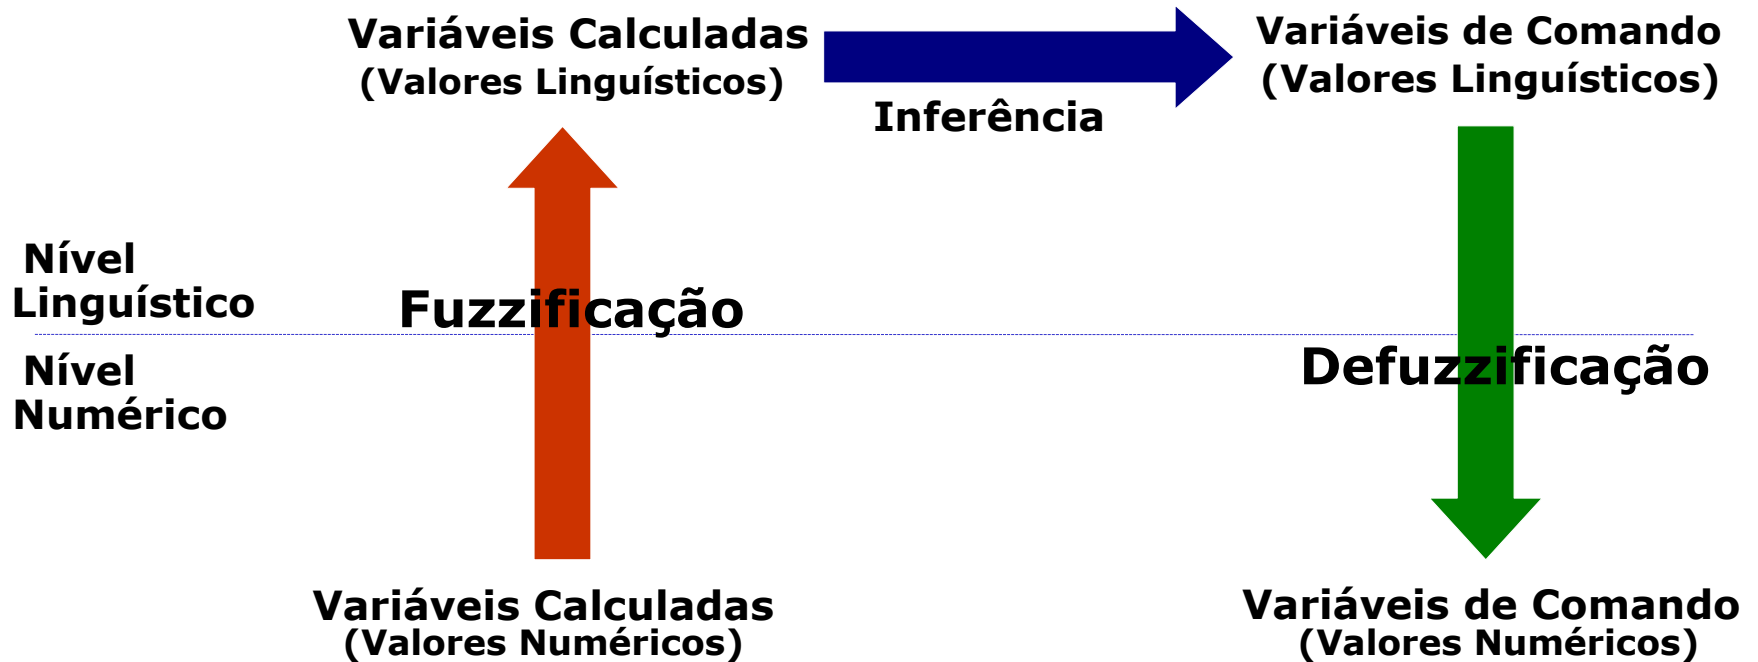 Variáveis Calculadas
(Valores Linguísticos)
Inferência
Variáveis de Comando
(Valores Linguísticos)
Nível
Linguístico
Fuzzificação
Nível
Numérico
Defuzzificação
Variáveis Calculadas
(Valores Numéricos)
Variáveis de Comando
(Valores Numéricos)